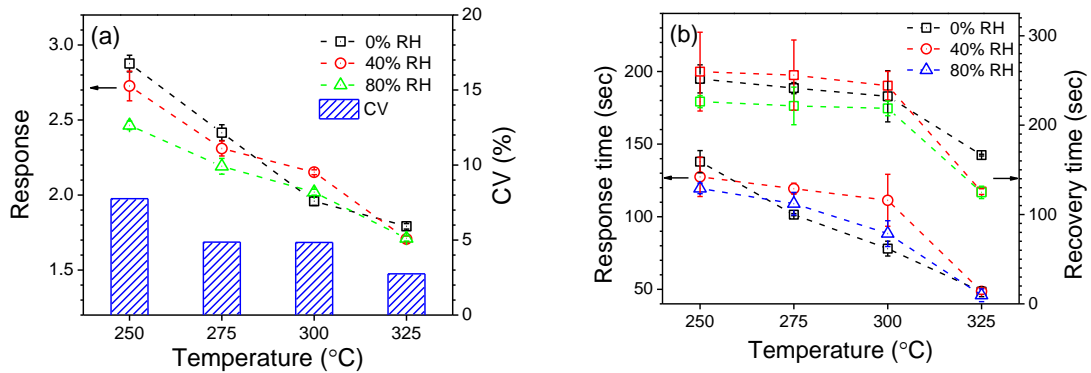 (a)
0% RH
40% RH
80% RH
CV
3.0
2.5
2.0
1.5
Response
20
15
10
5
0
CV (%)
250 275 300 325
Temperature (°C)
(b)
0% RH
40% RH
80% RH
200
150
100
50
Response time (sec)
300
200
100
0
Recovery time (sec)
250 275 300 325
Temperature (°C)